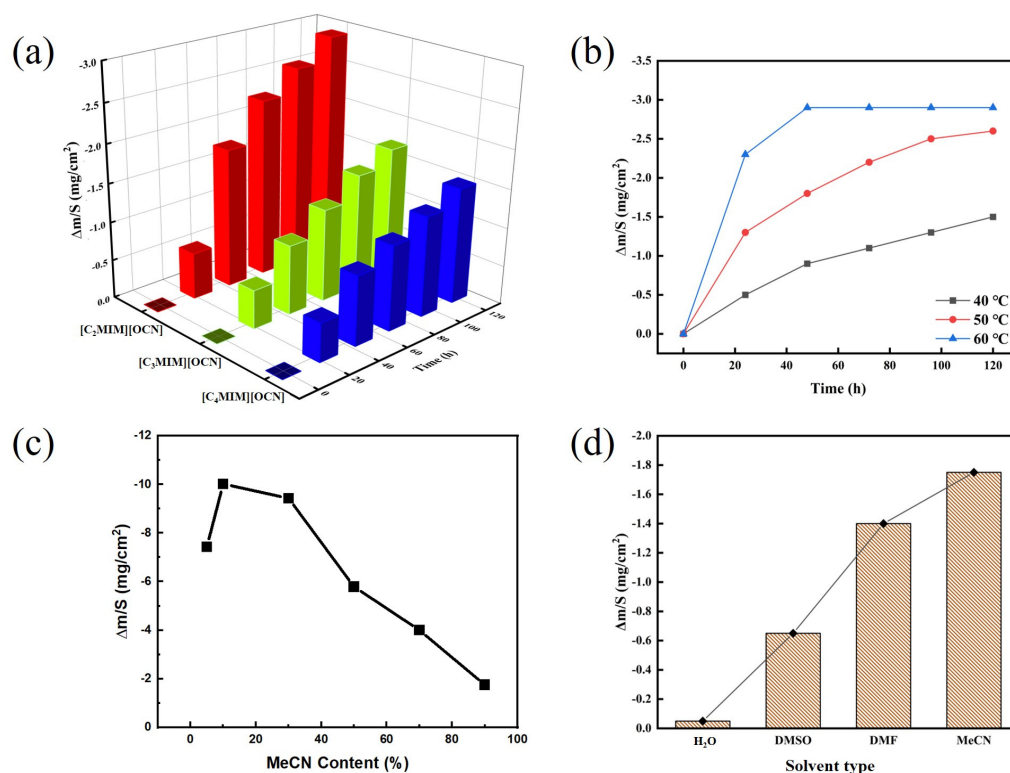 (a)
-3.0
-2.5
-2.0
-1.5
-1.0
-0.5
0.0
Δm/S (mg/cm²)
[C₂MIM][OCN]
[C₃MIM][OCN]
[C₄MIM][OCN]
0
20
40
60
80
100
120
Time (h)
(b)
-3.5
-3.0
-2.5
-2.0
-1.5
-1.0
-0.5
0.0
Δm/S (mg/cm²)
40 °C
50 °C
60 °C
0 20 40 60 80 100 120
Time (h)
(c)
-12
-10
-8
-6
-4
-2
0
Δm/S (mg/cm²)
0 20 40 60 80 100
MeCN Content (%)
(d)
-2.0
-1.8
-1.6
-1.4
-1.2
-1.0
-0.8
-0.6
-0.4
-0.2
0.0
Δm/S (mg/cm²)
H₂O DMSO DMF MeCN
Solvent type